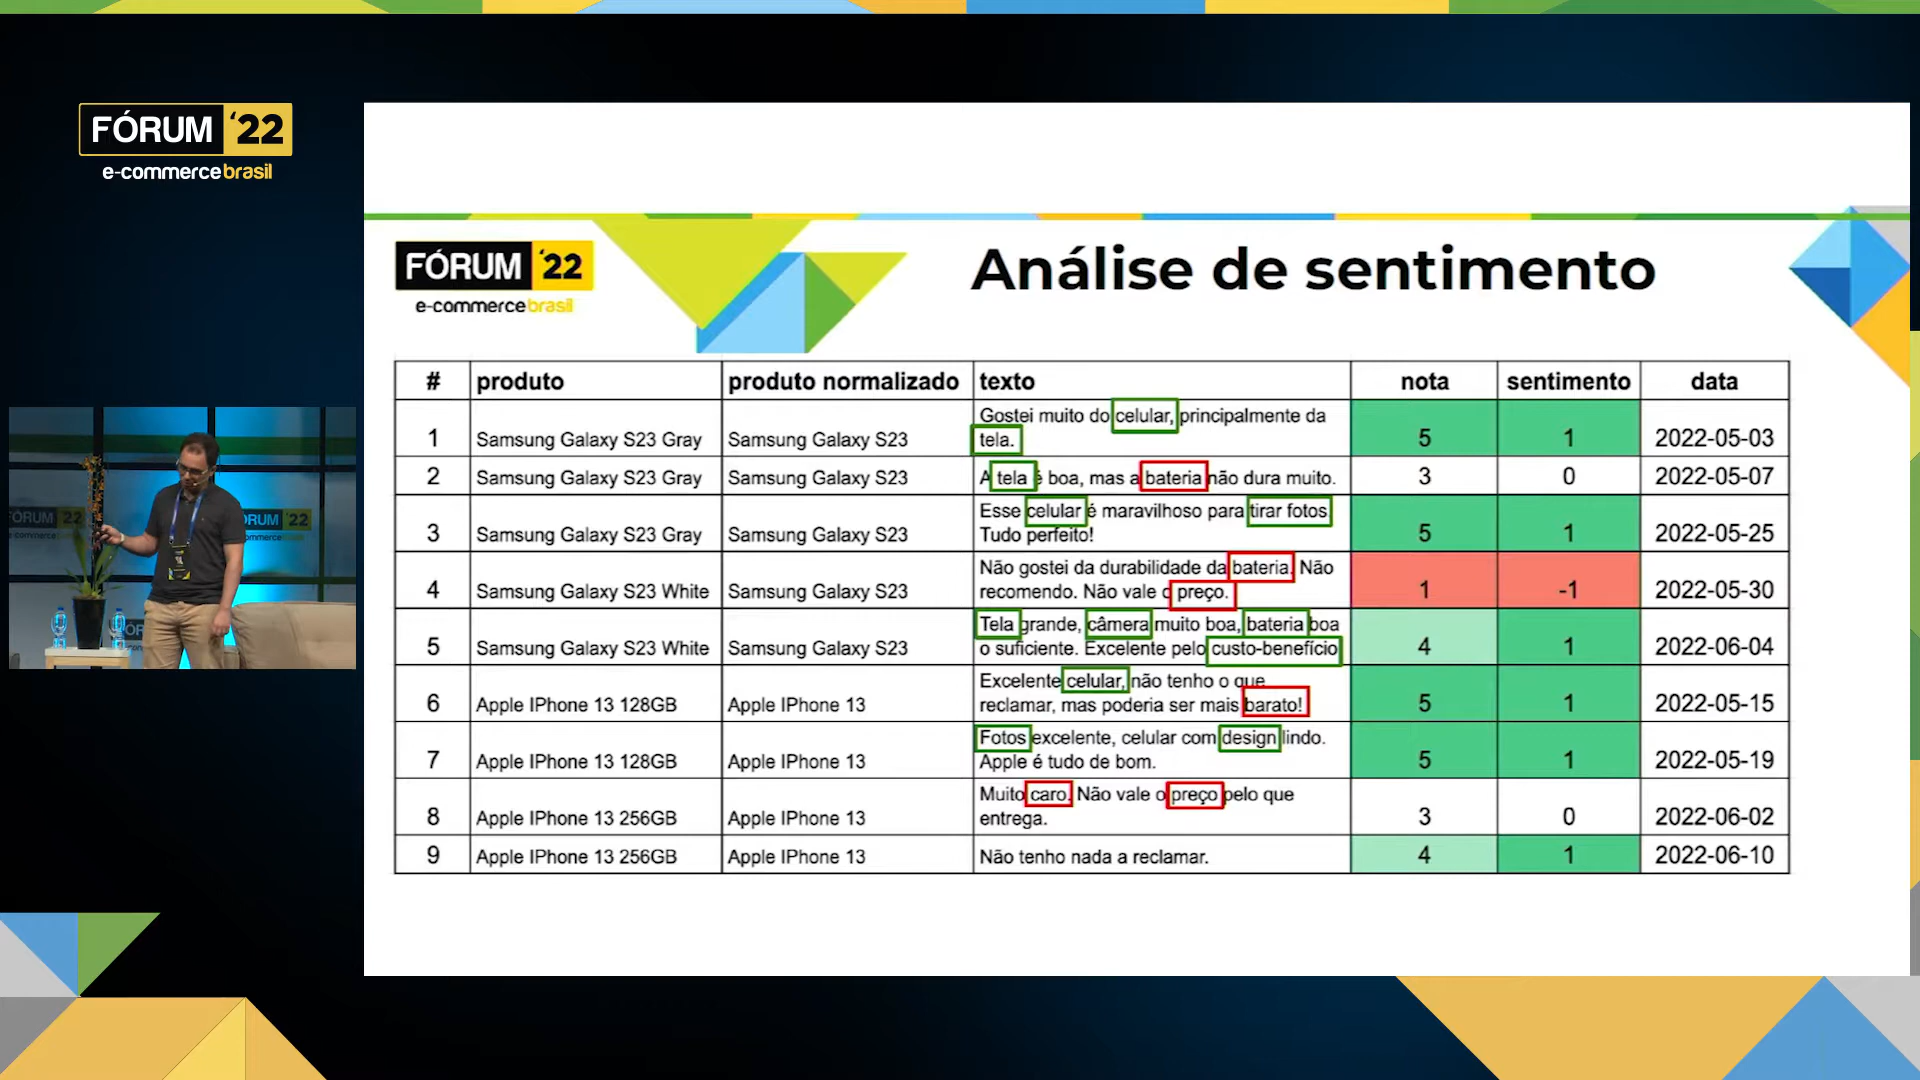 FÓRUM '22
e-commercebrasil
FÓRUM '22
e-commercebrasil
Análise de sentimento
# produto produto normalizado texto nota sentimento data
1 Samsung Galaxy S23 Gray Samsung Galaxy S23 Gostei muito do celular, principalmente da
tela. 5 1 2022-05-03
2 Samsung Galaxy S23 Gray Samsung Galaxy S23 A tela é boa, mas a bateria não dura muito. 3 0 2022-05-07
3 Samsung Galaxy S23 Gray Samsung Galaxy S23 Esse celular é maravilhoso para tirar fotos
Tudo perfeito! 5 1 2022-05-25
4 Samsung Galaxy S23 White Samsung Galaxy S23 Não gostei da durabilidade da bateria. Não
recomendo. Não vale o preço. 1 -1 2022-05-30
5 Samsung Galaxy S23 White Samsung Galaxy S23 Tela grande, câmera muito boa, bateria boa
o suficiente. Excelente pelo custo-benefício 4 1 2022-06-04
6 Apple IPhone 13 128GB Apple IPhone 13 Excelente celular, não tenho o que
reclamar, mas poderia ser mais barato! 5 1 2022-05-15
7 Apple IPhone 13 128GB Apple IPhone 13 Fotos excelente, celular com design lindo.
Apple é tudo de bom. 5 1 2022-05-19
8 Apple IPhone 13 256GB Apple IPhone 13 Muito caro. Não vale o preço pelo que
entrega. 3 0 2022-06-02
9 Apple IPhone 13 256GB Apple IPhone 13 Não tenho nada a reclamar. 4 1 2022-06-10
FÓRUM '22
ÓRUM '22